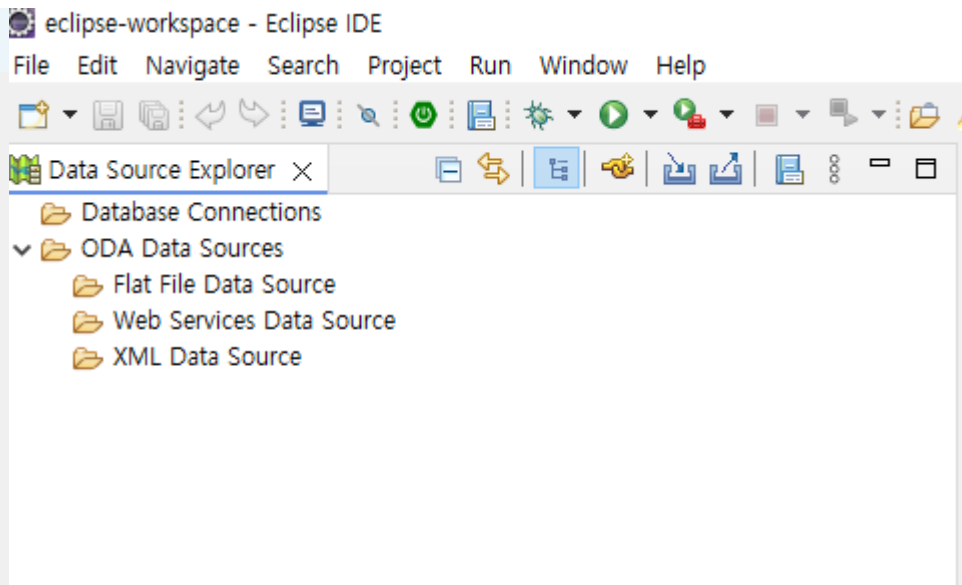 eclipse-workspace - Eclipse IDE
File Edit Navigate Search Project Run Window Help
Data Source Explorer
Database Connections
ODA Data Sources
Flat File Data Source
Web Services Data Source
XML Data Source